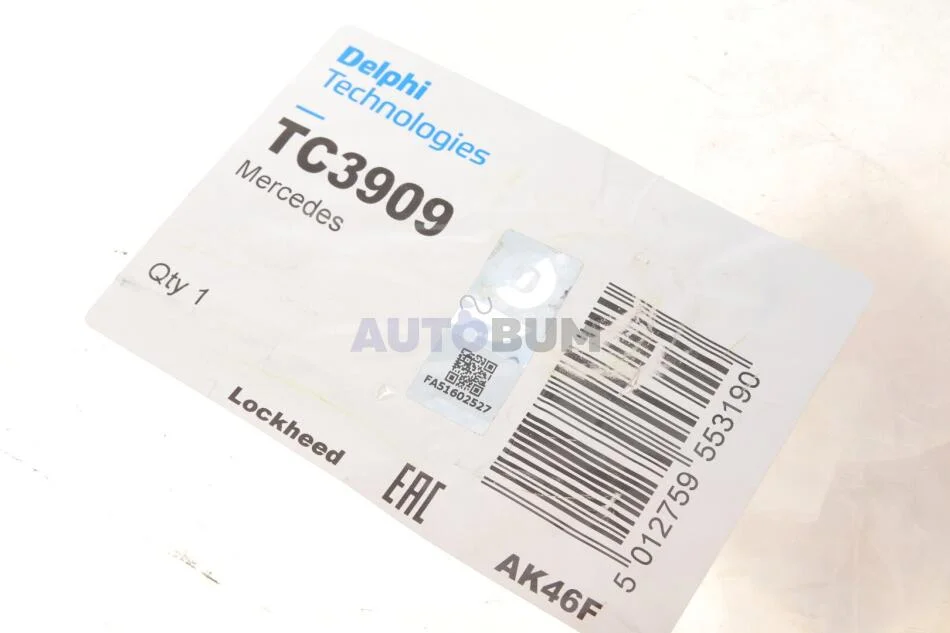 Delphi
Technologies
TC3909
Mercedes
Qty 1
AUTOBUM
FA51602527
5 012759 553190
Lockheed
EAC
AK46F